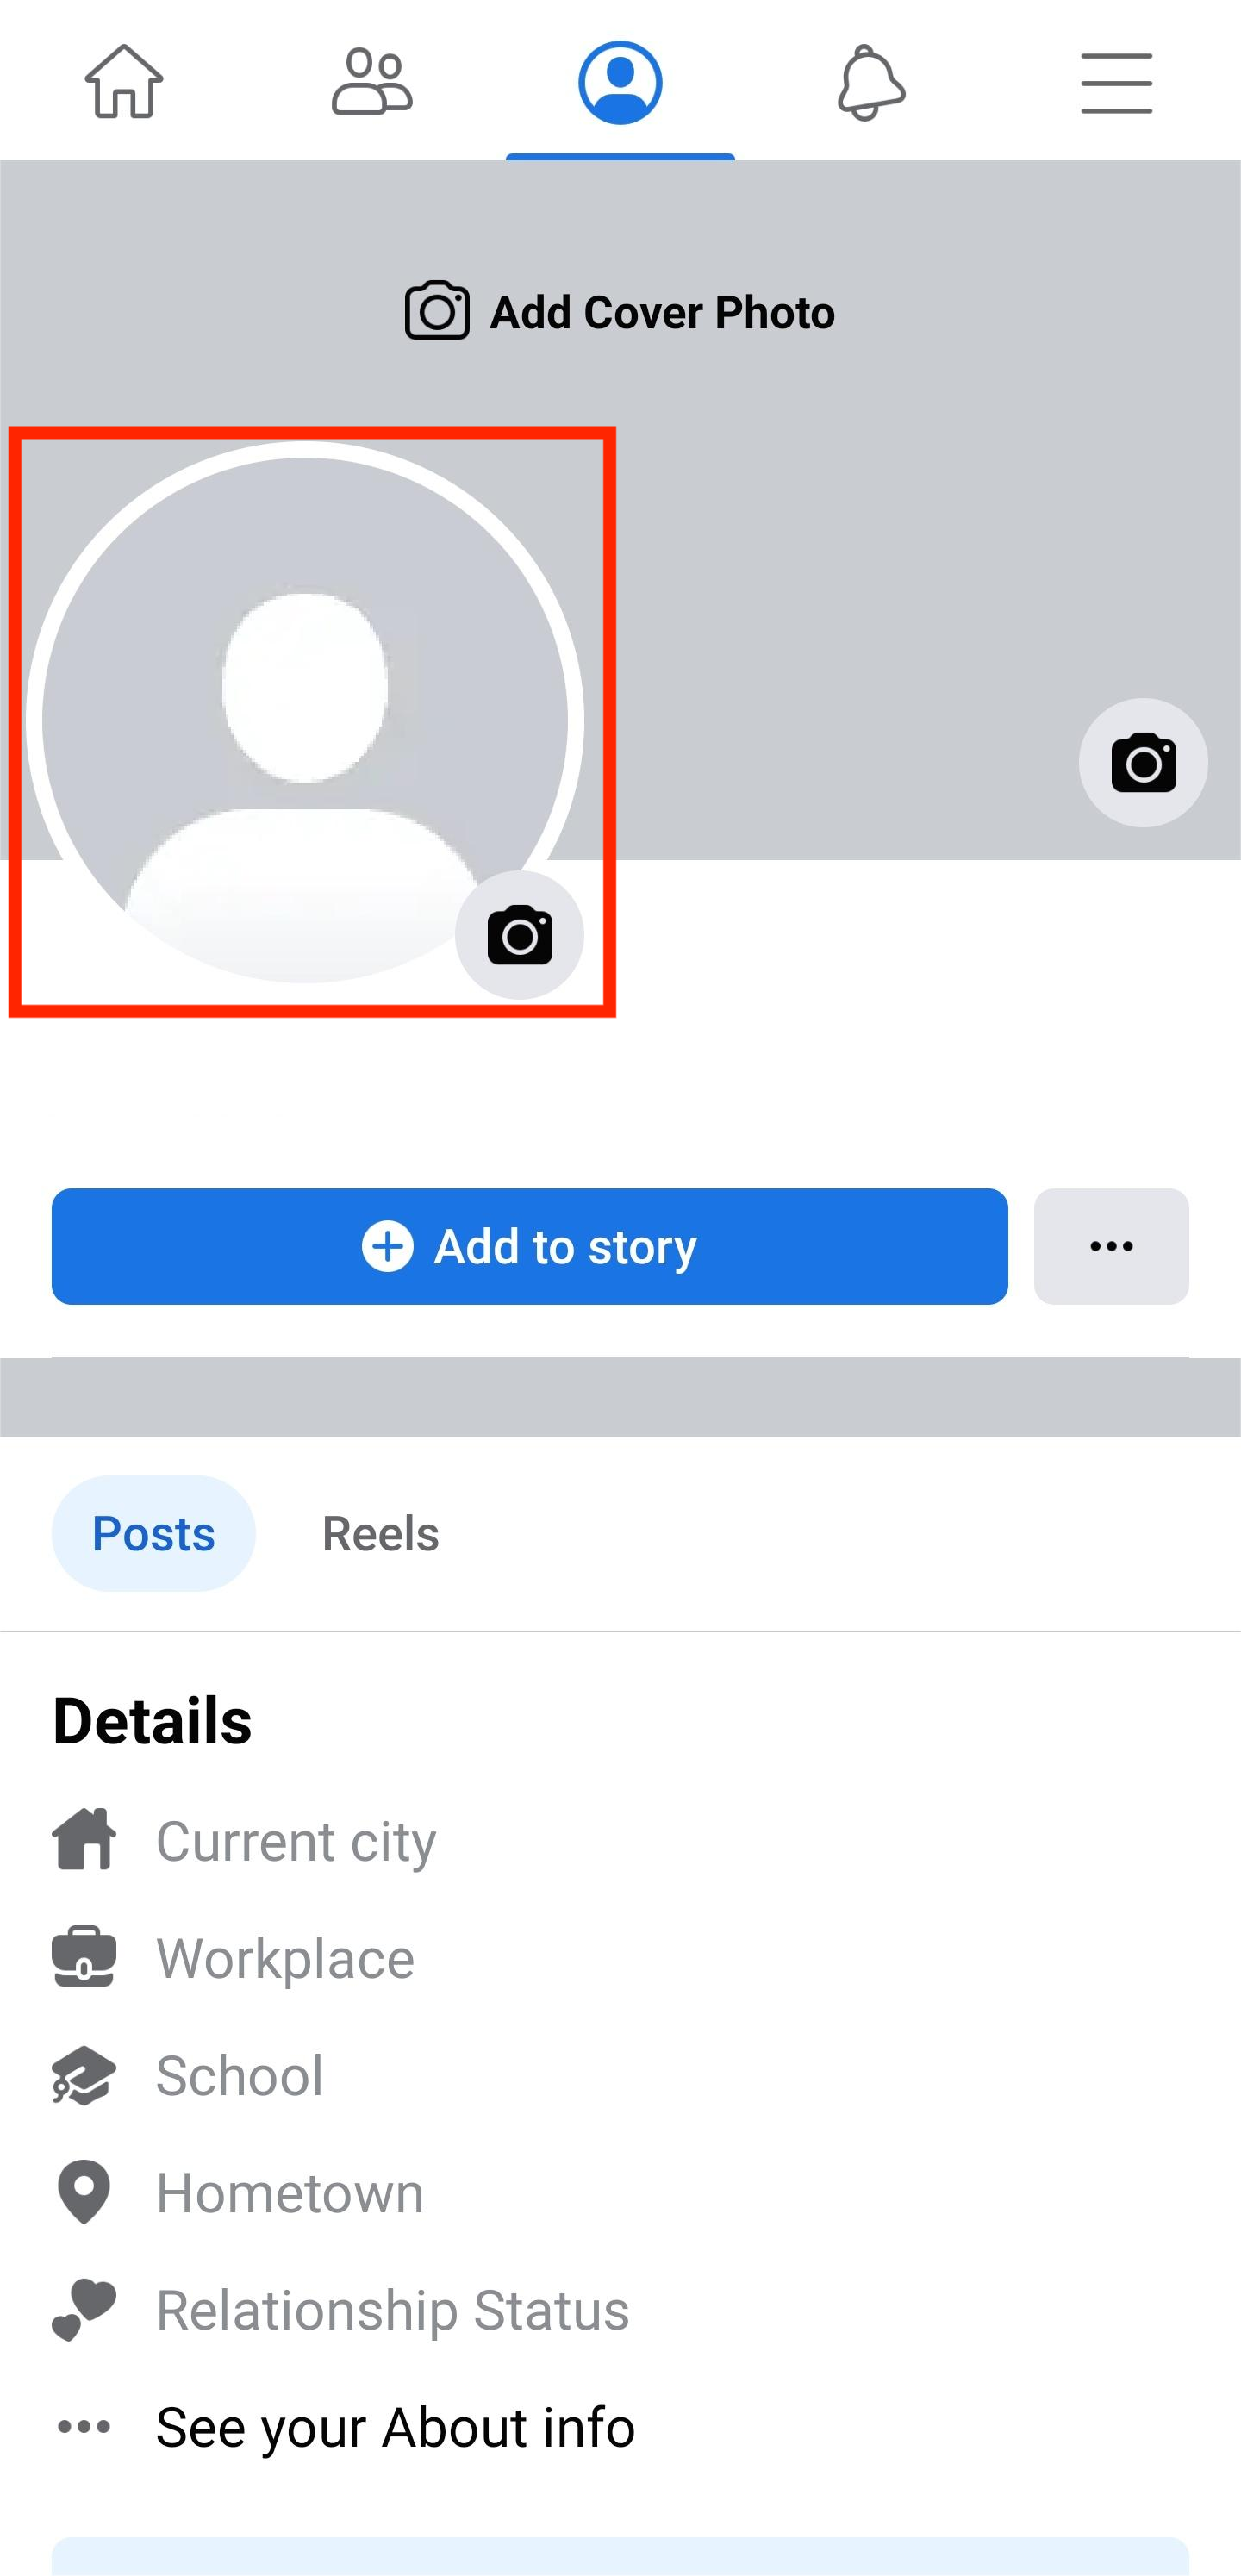 Add Cover Photo
Add to story
Posts Reels
Details
Current city
Workplace
School
Hometown
Relationship Status
See your About info